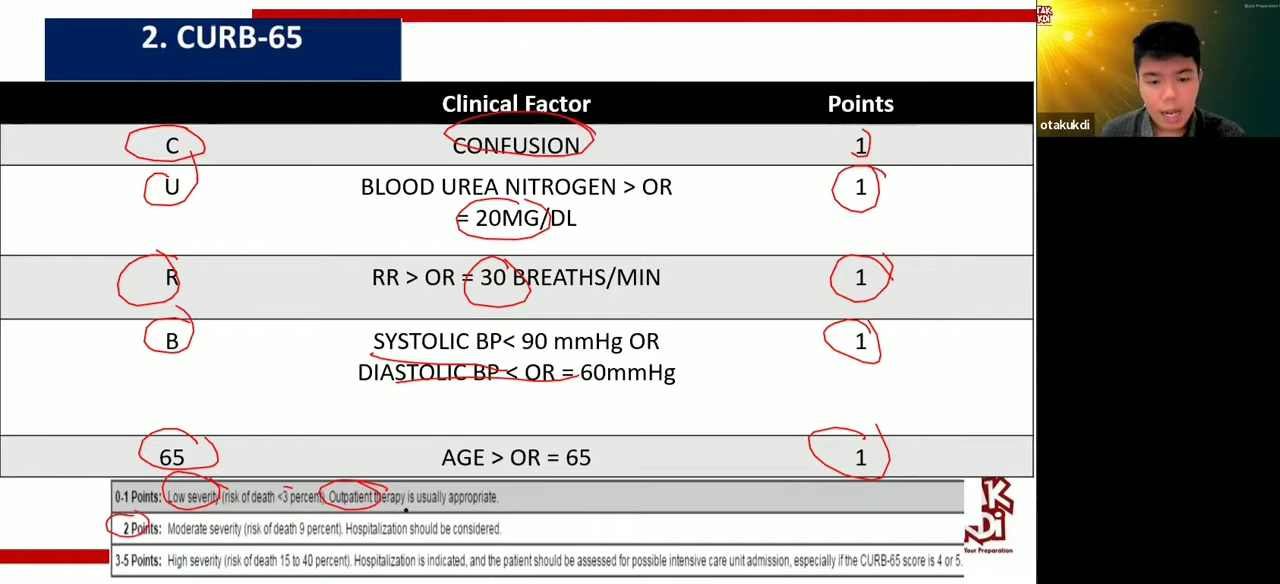 2. CURB-65
Clinical Factor Points
C CONFUSION 1
U BLOOD UREA NITROGEN > OR 1
= 20MG/DL
R RR > OR = 30 BREATHS/MIN 1
B SYSTOLIC BP< 90 mmHg OR 1
DIASTOLIC BP < OR = 60mmHg
65 AGE > OR = 65 1
0-1 Points: Low severity (risk of death <3 percent). Outpatient therapy is usually appropriate.
2 Points: Moderate severity (risk of death 9 percent). Hospitalization should be considered.
3-5 Points: High severity (risk of death 15 to 40 percent). Hospitalization is indicated, and the patient should be assessed for possible intensive care unit admission, especially if the CURB-65 score is 4 or 5.
Your Preparation
otakukdi